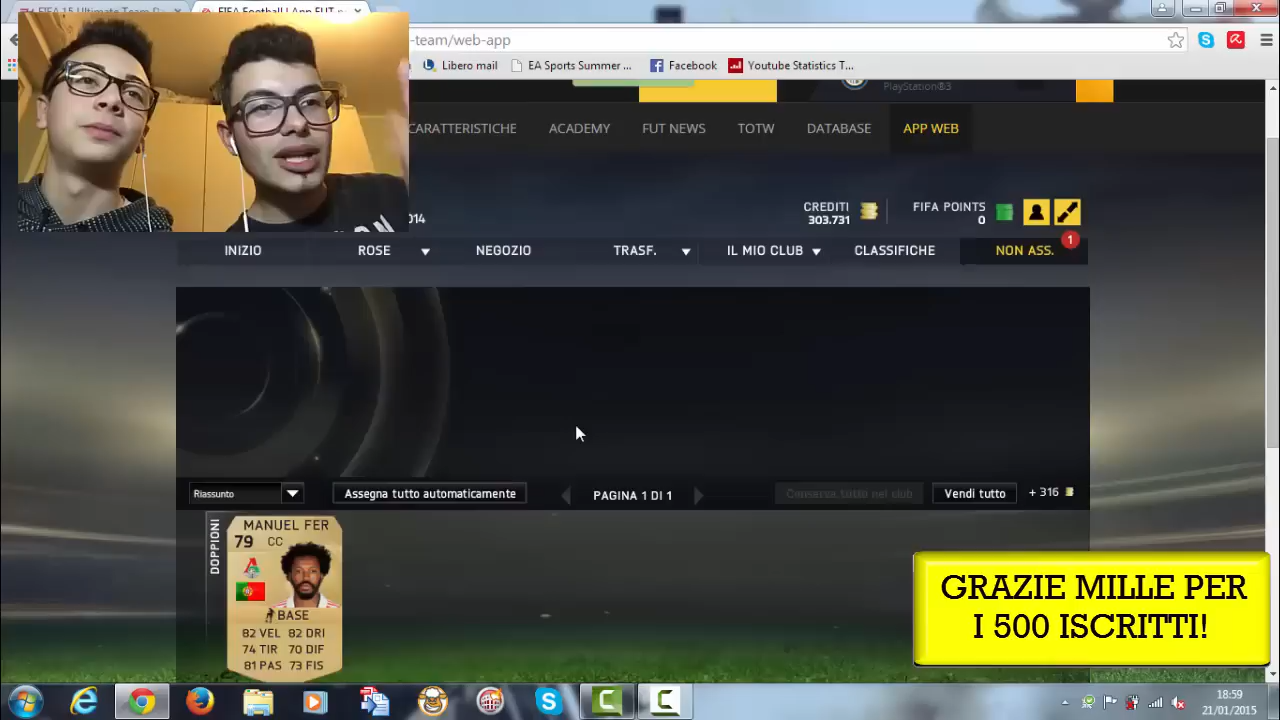 FIFA 15 Ultimate Team
FIFA Football | App FUT
-team/web-app
Libero mail
EA Sports Summer ...
Facebook
Youtube Statistics T...
PlayStation®3
CARATTERISTICHE
ACADEMY
FUT NEWS
TOTW
DATABASE
APP WEB
014
CREDITI
303.731
FIFA POINTS
0
INIZIO
ROSE
NEGOZIO
TRASF.
IL MIO CLUB
CLASSIFICHE
NON ASS.
1
Riassunto
Assegna tutto automaticamente
PAGINA 1 DI 1
Conserva tutto nel club
Vendi tutto
+ 316
DOPPIONI
MANUEL FER
79 CC
BASE
82 VEL 82 DRI
74 TIR 70 DIF
81 PAS 73 FIS
GRAZIE MILLE PER
I 500 ISCRITTI!
18:59
21/01/2015